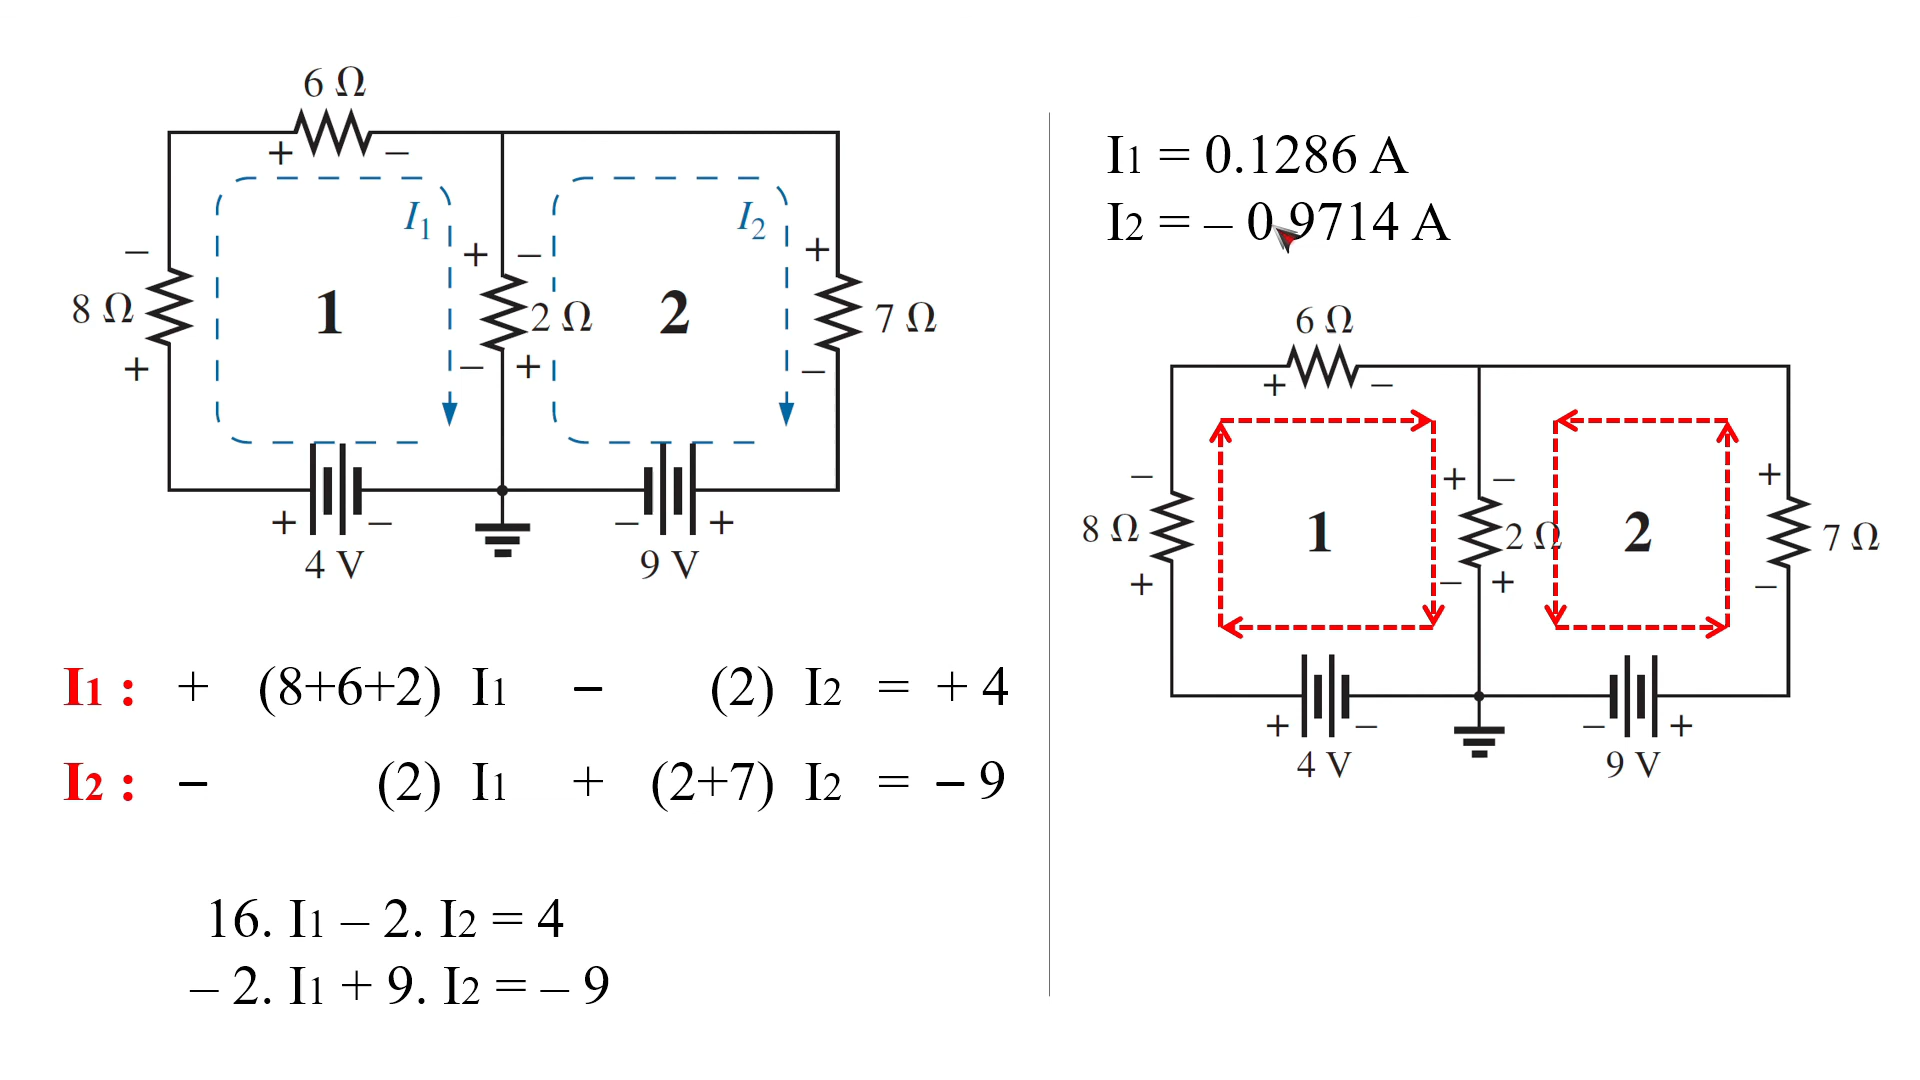 6 Ω
+ –
I1 I2
– + – +
8 Ω 1 2 Ω 2 7 Ω
+ – + –
+ – – +
4 V 9 V
I1 : + (8+6+2) I1 – (2) I2 = + 4
I2 : – (2) I1 + (2+7) I2 = – 9
16. I1 – 2. I2 = 4
– 2. I1 + 9. I2 = – 9
I1 = 0.1286 A
I2 = – 0.9714 A
6 Ω
+ –
– + – +
8 Ω 1 2 Ω 2 7 Ω
+ – + –
+ – – +
4 V 9 V